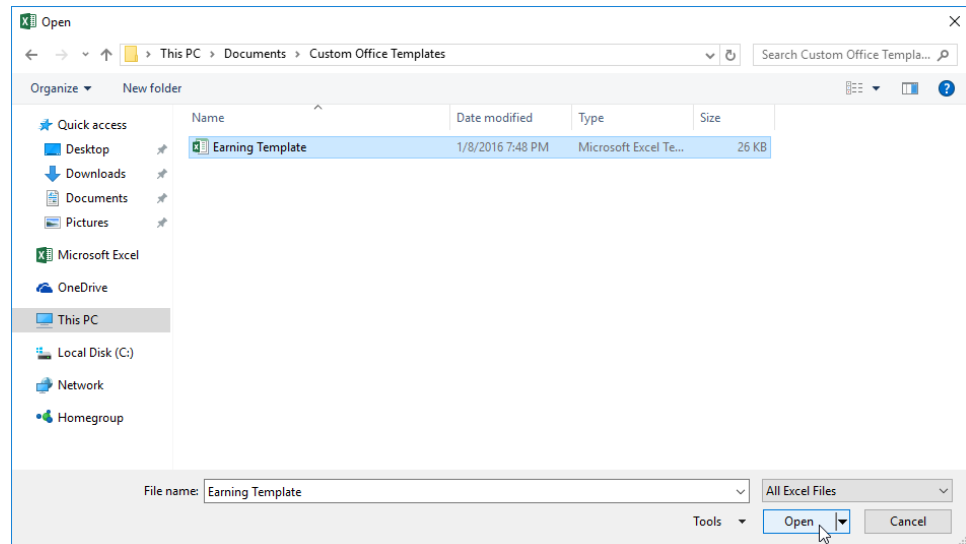 Open
This PC > Documents > Custom Office Templates
Search Custom Office Templa...
Organize
New folder
Name
Date modified
Type
Size
Earning Template
1/8/2016 7:48 PM
Microsoft Excel Te...
26 KB
Quick access
Desktop
Downloads
Documents
Pictures
Microsoft Excel
OneDrive
This PC
Local Disk (C:)
Network
Homegroup
File name:
Earning Template
All Excel Files
Tools
Open
Cancel